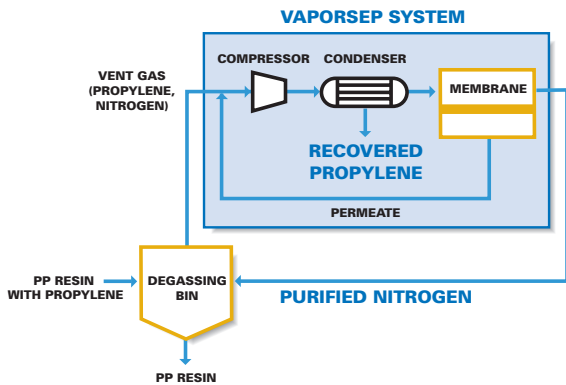 VAPORSEP SYSTEM
COMPRESSOR
CONDENSER
VENT GAS
(PROPYLENE,
NITROGEN)
MEMBRANE
RECOVERED
PROPYLENE
PERMEATE
PP RESIN
WITH PROPYLENE
DEGASSING
BIN
PURIFIED NITROGEN
PP RESIN